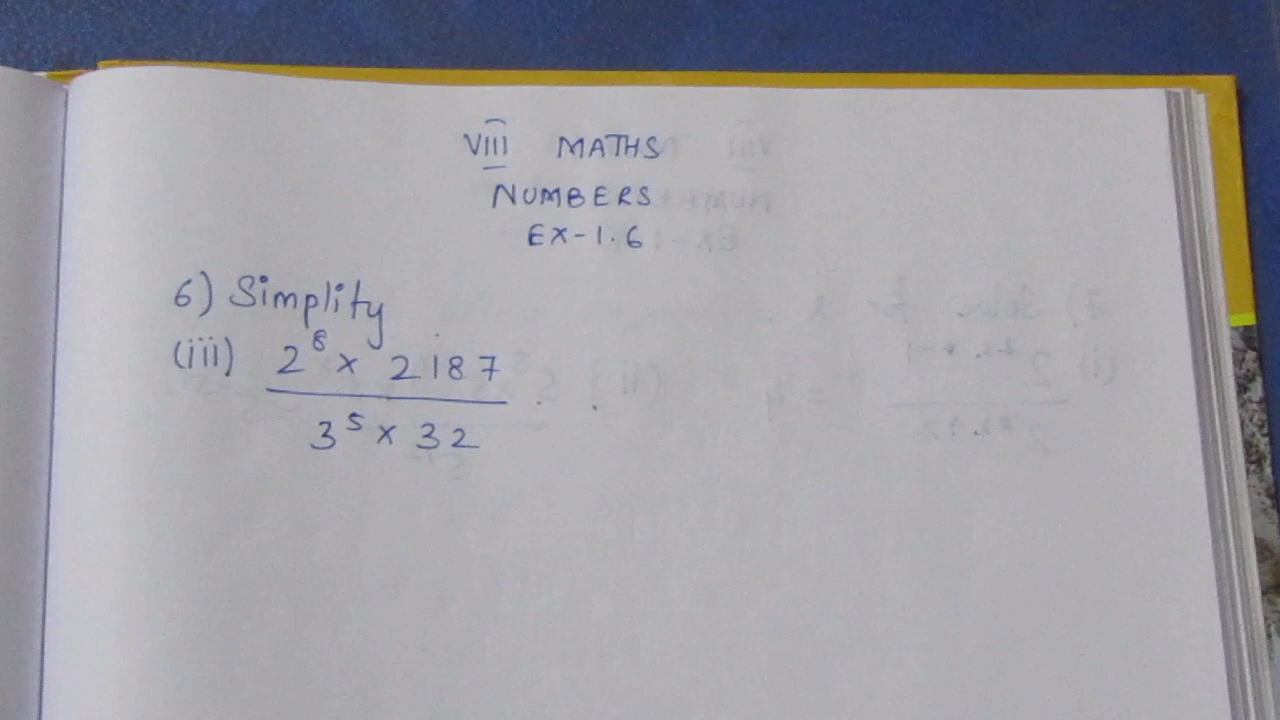 VIII MATHS
NUMBERS
EX-1.6
6) Simplify
(iii) 2⁸ x 2187
3⁵ x 32